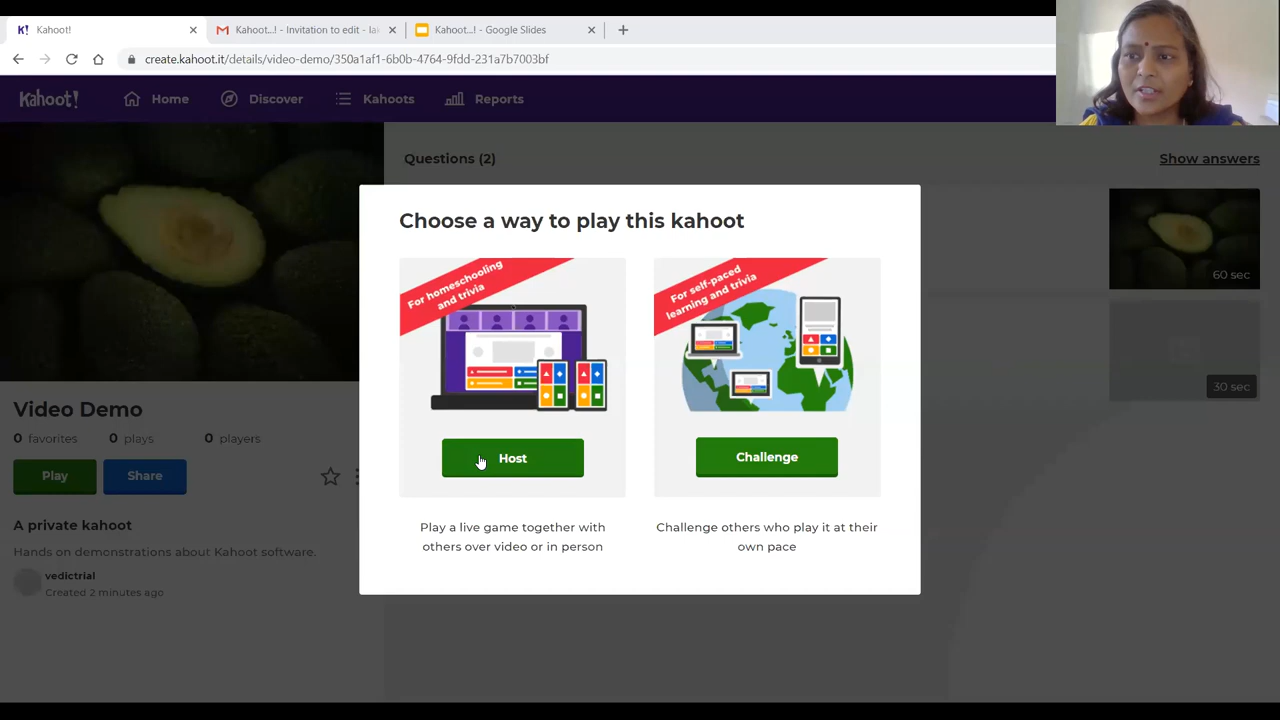 Kahoot!
Kahoot...! - Invitation to edit - lak
Kahoot...! - Google Slides
create.kahoot.it/details/video-demo/350a1af1-6b0b-4764-9fdd-231a7b7003bf
Kahoot!
Home
Discover
Kahoots
Reports
Questions (2)
Show answers
Choose a way to play this kahoot
For homeschooling
and trivia
For self-paced
learning and trivia
60 sec
30 sec
Host
Challenge
Play a live game together with
others over video or in person
Challenge others who play it at their
own pace
Video Demo
0 favorites
0 plays
0 players
Play
Share
A private kahoot
Hands on demonstrations about Kahoot software.
vedictrial
Created 2 minutes ago